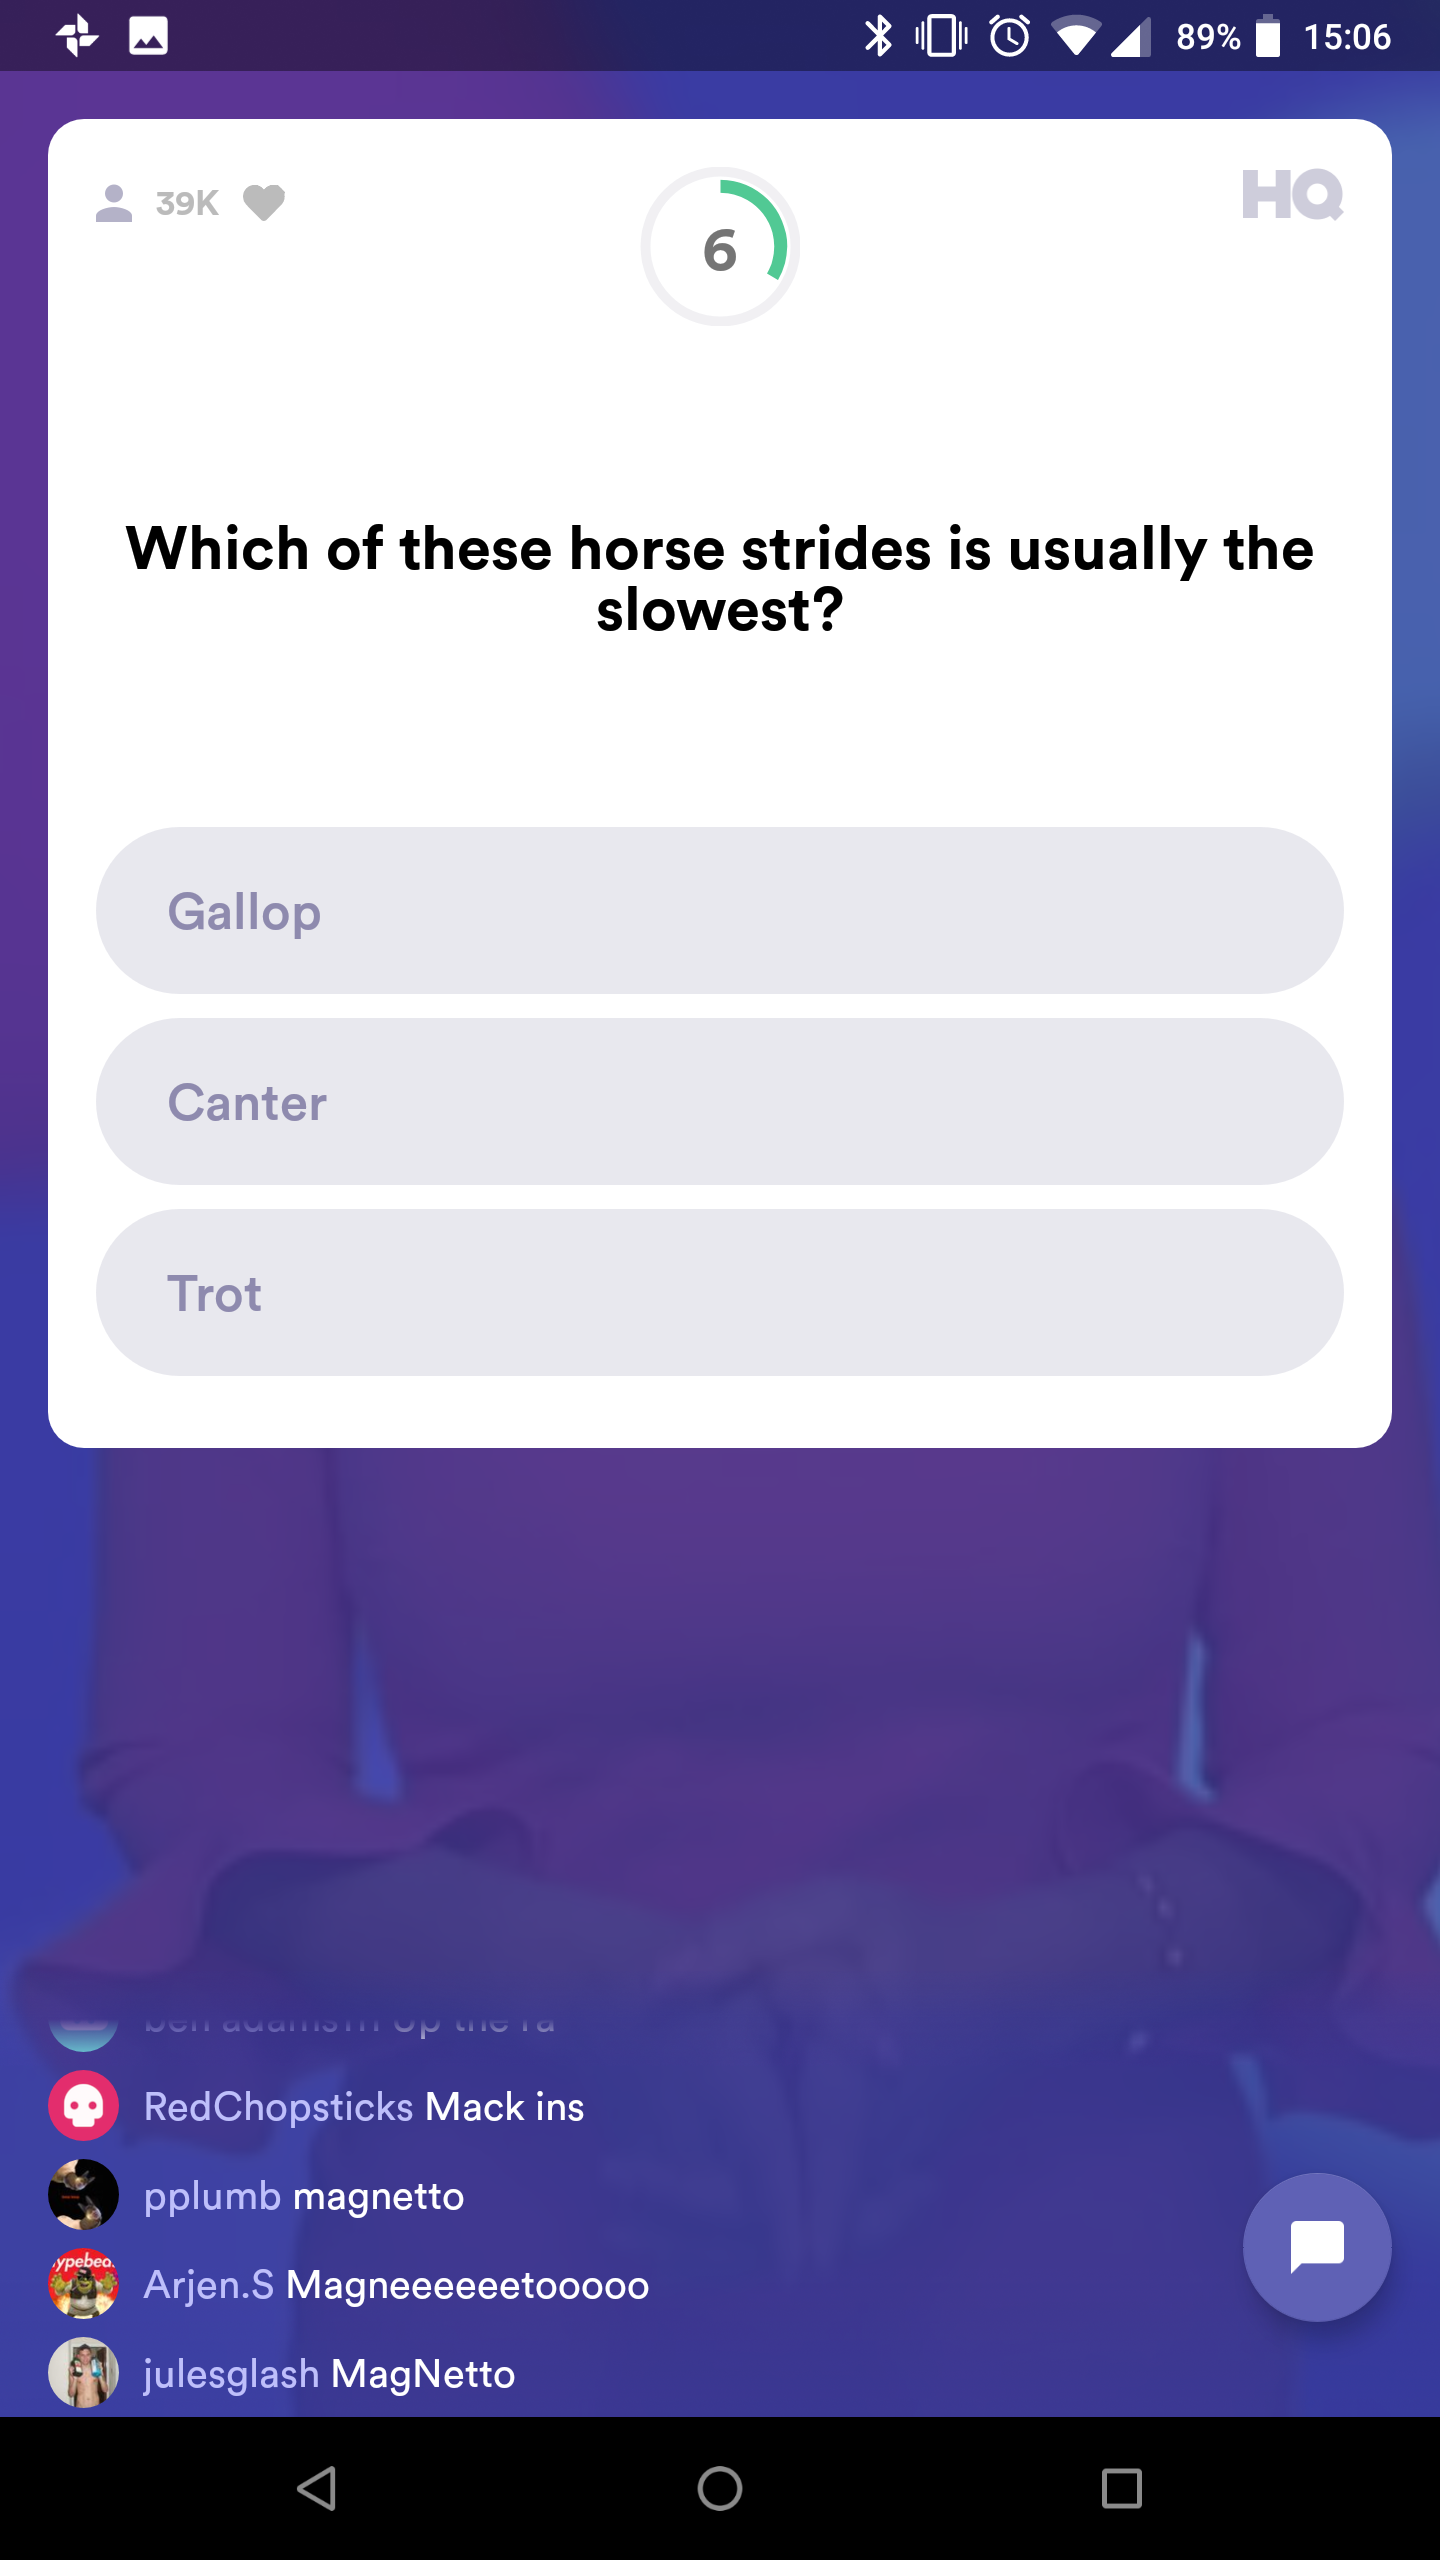 89% 15:06
39K
6
HQ
Which of these horse strides is usually the
slowest?
Gallop
Canter
Trot
RedChopsticks Mack ins
pplumb magnetto
Arjen.S Magneeeeeetooooo
julesglash MagNetto